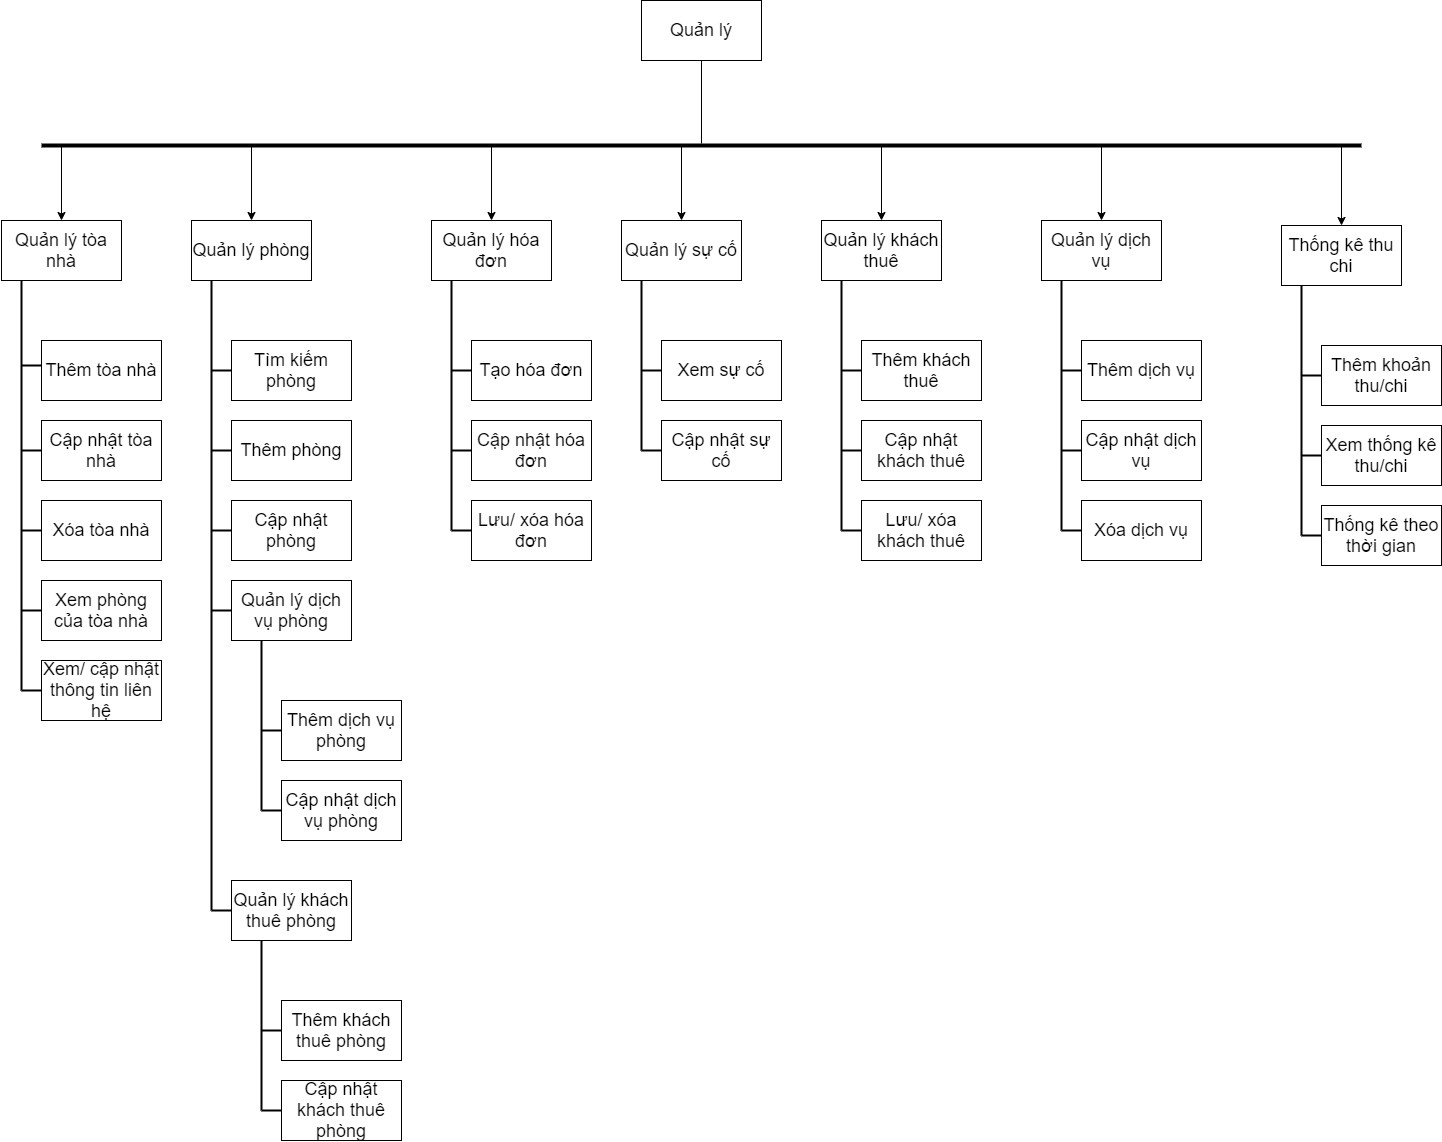 Quản lý
Quản lý tòa
nhà
Thêm tòa nhà
Cập nhật tòa
nhà
Xóa tòa nhà
Xem phòng
của tòa nhà
Xem/ cập nhật
thông tin liên
hệ
Quản lý phòng
Tìm kiếm
phòng
Thêm phòng
Cập nhật
phòng
Quản lý dịch
vụ phòng
Thêm dịch vụ
phòng
Cập nhật dịch
vụ phòng
Quản lý khách
thuê phòng
Thêm khách
thuê phòng
Cập nhật
khách thuê
phòng
Quản lý hóa
đơn
Tạo hóa đơn
Cập nhật hóa
đơn
Lưu/ xóa hóa
đơn
Quản lý sự cố
Xem sự cố
Cập nhật sự
cố
Quản lý khách
thuê
Thêm khách
thuê
Cập nhật
khách thuê
Lưu/ xóa
khách thuê
Quản lý dịch
vụ
Thêm dịch vụ
Cập nhật dịch
vụ
Xóa dịch vụ
Thống kê thu
chi
Thêm khoản
thu/chi
Xem thống kê
thu/chi
Thống kê theo
thời gian